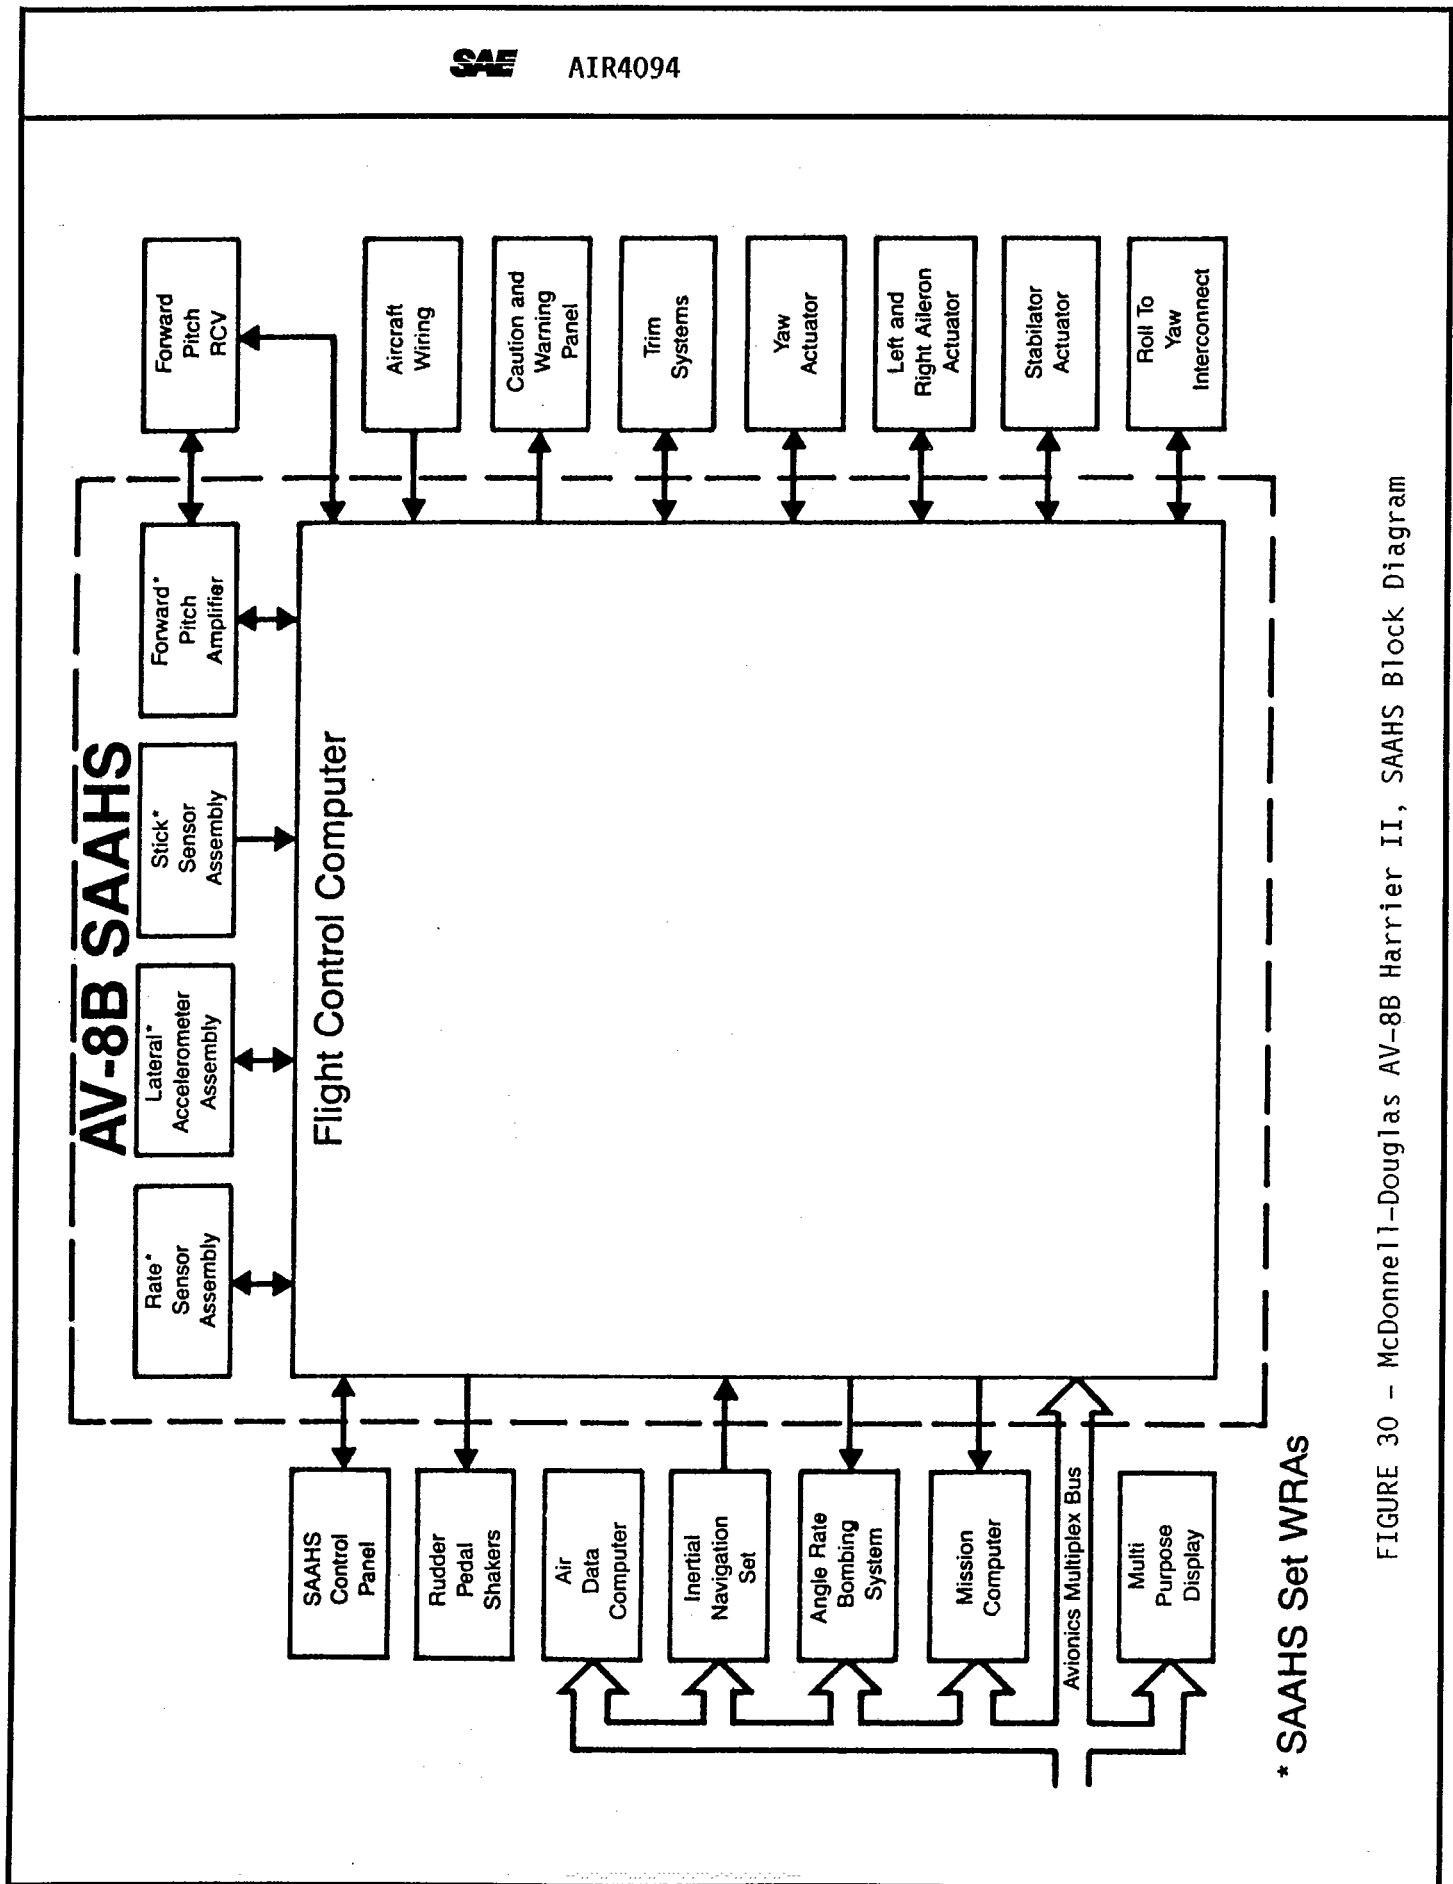 SAE AIR4094
AV-8B SAAHS
Rate*
Sensor
Assembly
Lateral*
Accelerometer
Assembly
Stick*
Sensor
Assembly
Forward*
Pitch
Amplifier
Forward
Pitch
RCV
SAAHS
Control
Panel
Rudder
Pedal
Shakers
Air
Data
Computer
Inertial
Navigation
Set
Angle Rate
Bombing
System
Mission
Computer
Avionics Multiplex Bus
Multi
Purpose
Display
Flight Control Computer
Aircraft
Wiring
Caution and
Warning
Panel
Trim
Systems
Yaw
Actuator
Left and
Right Aileron
Actuator
Stabilator
Actuator
Roll To
Yaw
Interconnect
* SAAHS Set WRAs
FIGURE 30 - McDonnell-Douglas AV-8B Harrier II, SAAHS Block Diagram